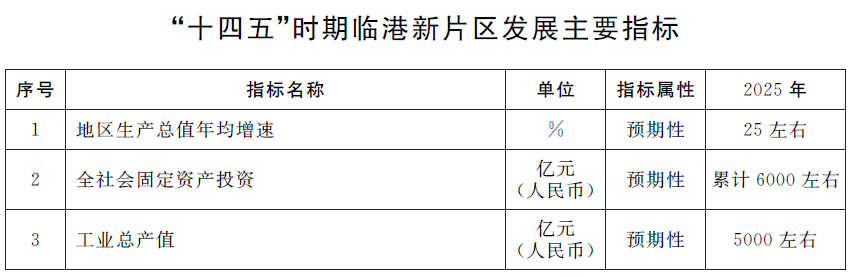 “十四五”时期临港新片区发展主要指标
序号 指标名称 单位 指标属性 2025 年
1 地区生产总值年均增速 % 预期性 25 左右
2 全社会固定资产投资 亿元（人民币） 预期性 累计 6000 左右
3 工业总产值 亿元（人民币） 预期性 5000 左右